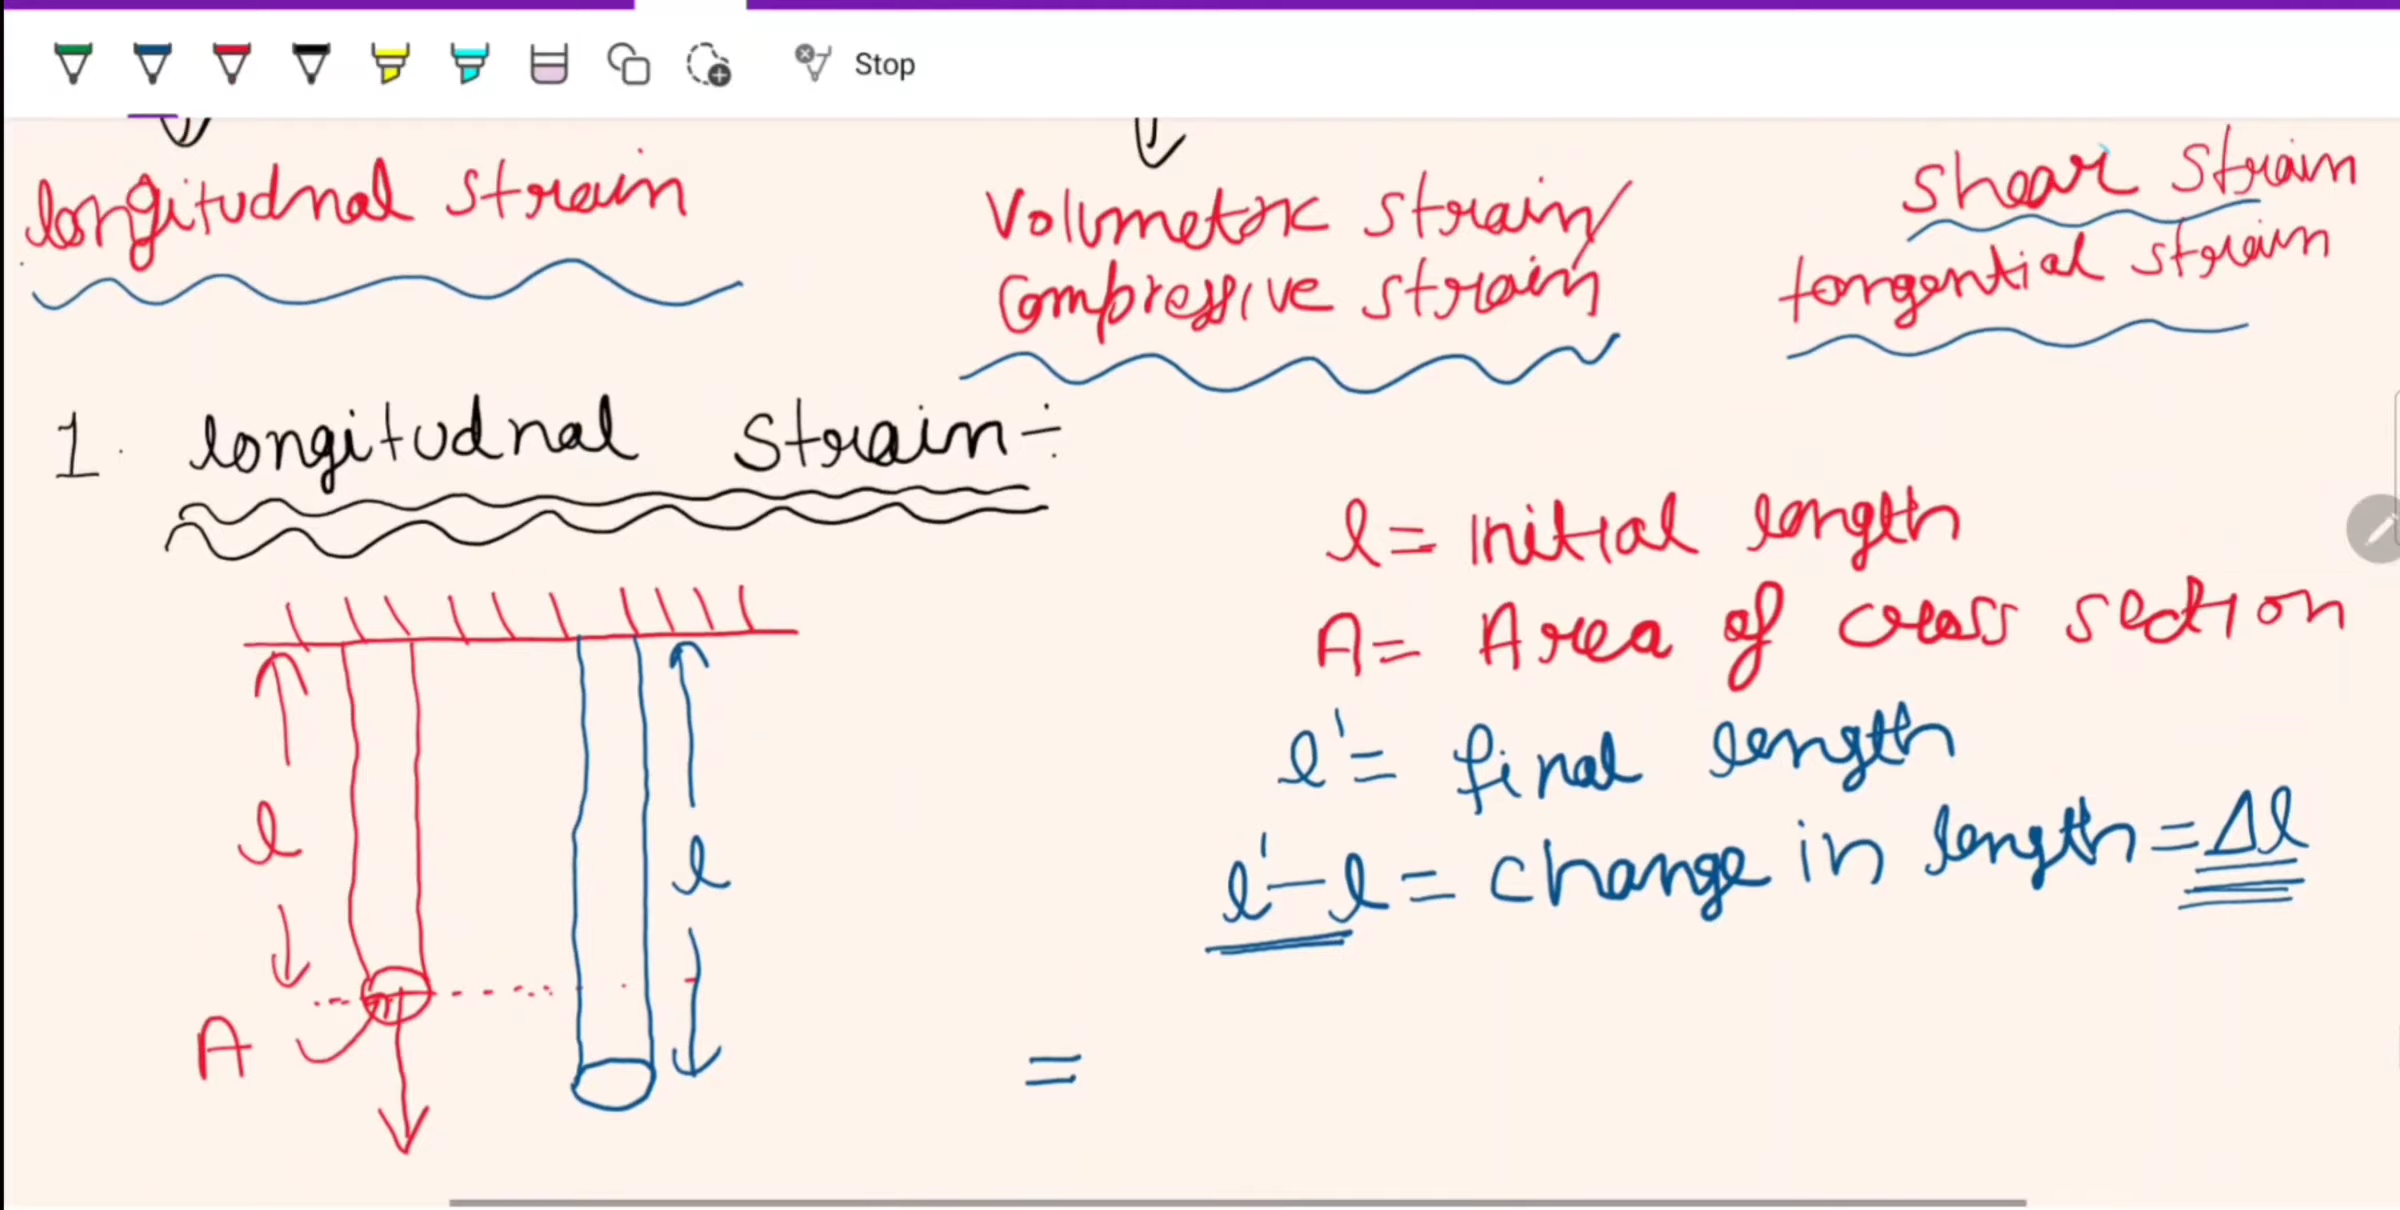 Stop
longitudnal strain
Volumetric strain/
Compressive strain
shear strain
tangential strain
1. longitudnal strain÷
l = initial length
A = Area of cross section
l' = final length
l'-l = change in length = Δl
l
l
A
=